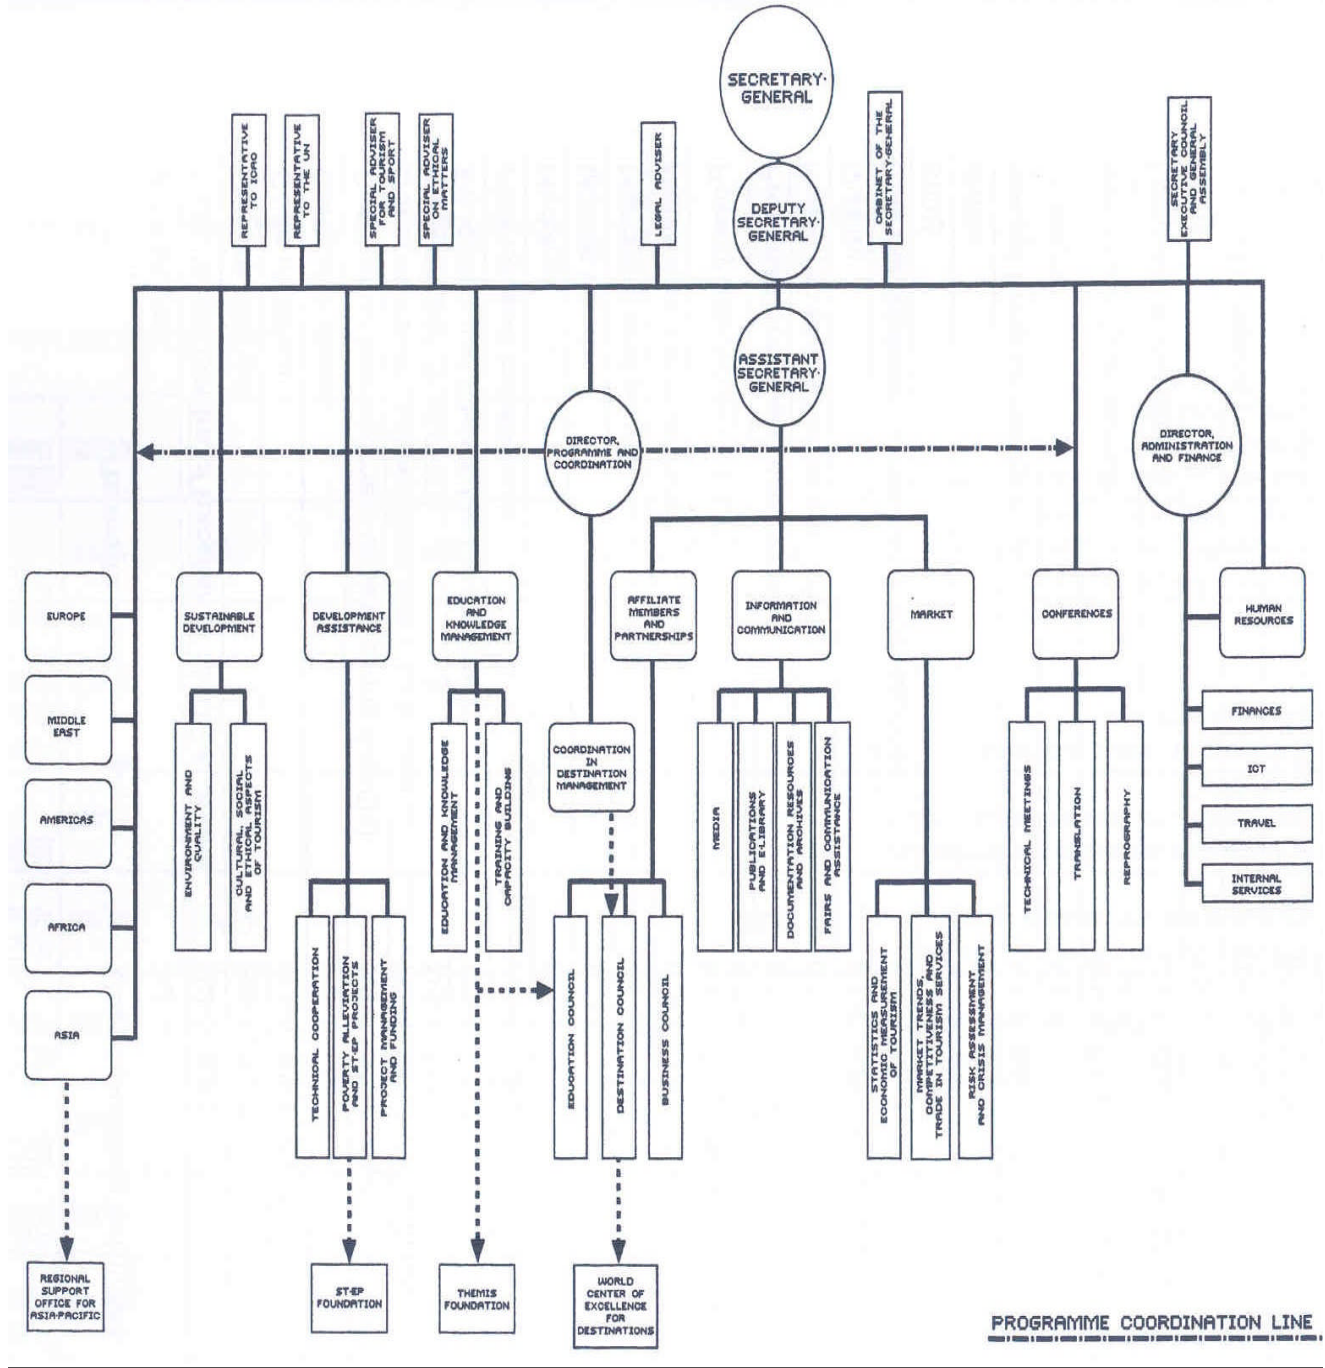 SECRETARY-
GENERAL
REPRESENTATIVE
TO ICAO
REPRESENTATIVE
TO THE UN
SPECIAL ADVISER
FOR TOURISM
AND SPORT
SPECIAL ADVISER
ON ETHICAL
MATTERS
LEGAL ADVISER
DEPUTY
SECRETARY-
GENERAL
CABINET OF THE
SECRETARY-GENERAL
SECRETARY
EXECUTIVE COUNCIL
AND GENERAL
ASSEMBLY
ASSISTANT
SECRETARY-
GENERAL
DIRECTOR,
PROGRAMME AND
COORDINATION
DIRECTOR,
ADMINISTRATION
AND FINANCE
EUROPE
MIDDLE
EAST
AMERICAS
AFRICA
ASIA
SUSTAINABLE
DEVELOPMENT
DEVELOPMENT
ASSISTANCE
EDUCATION
AND
KNOWLEDGE
MANAGEMENT
AFFILIATE
MEMBERS
AND
PARTNERSHIPS
INFORMATION
AND
COMMUNICATION
MARKET
CONFERENCES
HUMAN
RESOURCES
FINANCES
ICT
TRAVEL
INTERNAL
SERVICES
ENVIRONMENT AND
QUALITY
CULTURAL, SOCIAL
AND ETHICAL ASPECTS
OF TOURISM
EDUCATION AND KNOWLEDGE
MANAGEMENT
TRAINING AND
CAPACITY BUILDING
COORDINATION
IN
DESTINATION
MANAGEMENT
MEDIA
PUBLICATIONS
AND E-LIBRARY
DOCUMENTATION RESOURCES
AND ARCHIVES
FAIRS AND COMMUNICATION
ASSISTANCE
TECHNICAL MEETINGS
TRANSLATION
REPROGRAPHY
TECHNICAL COOPERATION
POVERTY ALLEVIATION
AND ST-EP PROJECTS
PROJECT MANAGEMENT
AND FUNDING
EDUCATION COUNCIL
DESTINATION COUNCIL
BUSINESS COUNCIL
STATISTICS AND
ECONOMIC MEASUREMENT
OF TOURISM
MARKET TRENDS,
COMPETITIVENESS AND
TRADE IN TOURISM SERVICES
RISK ASSESSMENT
AND CRISIS MANAGEMENT
REGIONAL
SUPPORT
OFFICE FOR
ASIA-PACIFIC
ST-EP
FOUNDATION
THEMIS
FOUNDATION
WORLD
CENTER OF
EXCELLENCE
FOR
DESTINATIONS
PROGRAMME COORDINATION LINE